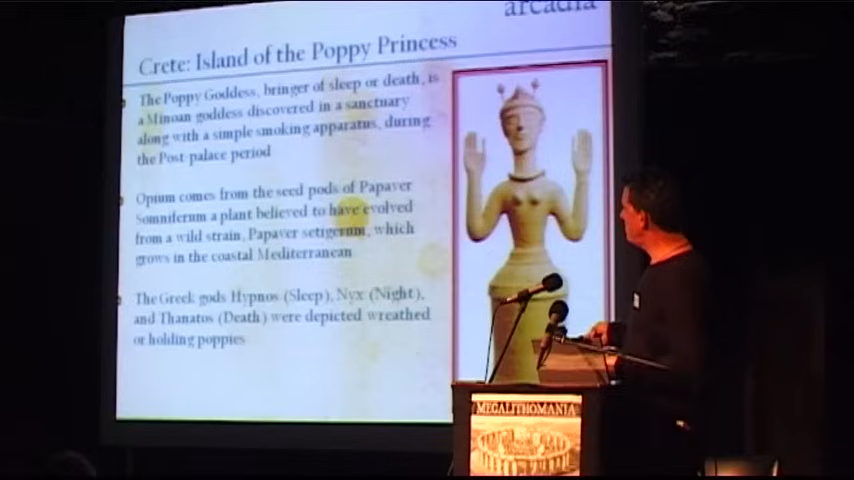 arcadia
Crete: Island of the Poppy Princess
The Poppy Goddess, bringer of sleep or death, is
a Minoan goddess discovered in a sanctuary
along with a simple smoking apparatus, during
the Post-palace period
Opium comes from the seed pods of Papaver
Somniferum a plant believed to have evolved
from a wild strain, Papaver setigerum, which
grows in the coastal Mediterranean
The Greek gods Hypnos (Sleep), Nyx (Night),
and Thanatos (Death) were depicted wreathed
or holding poppies
MEGALITHOMANIA